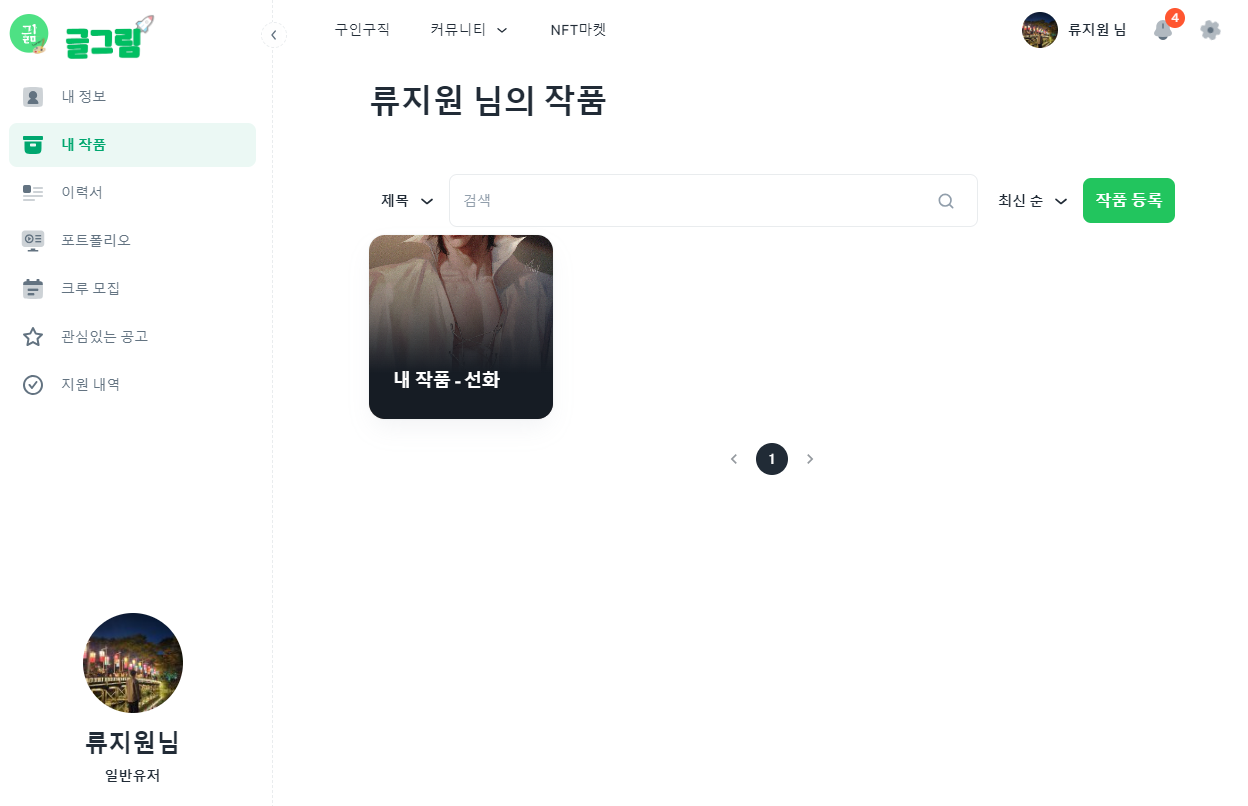 글그림
구인구직
커뮤니티
NFT마켓
류지원 님
4
내 정보
내 작품
이력서
포트폴리오
크루 모집
관심있는 공고
지원 내역
류지원 님의 작품
제목
검색
최신 순
작품 등록
내 작품 - 선화
1
류지원님
일반유저